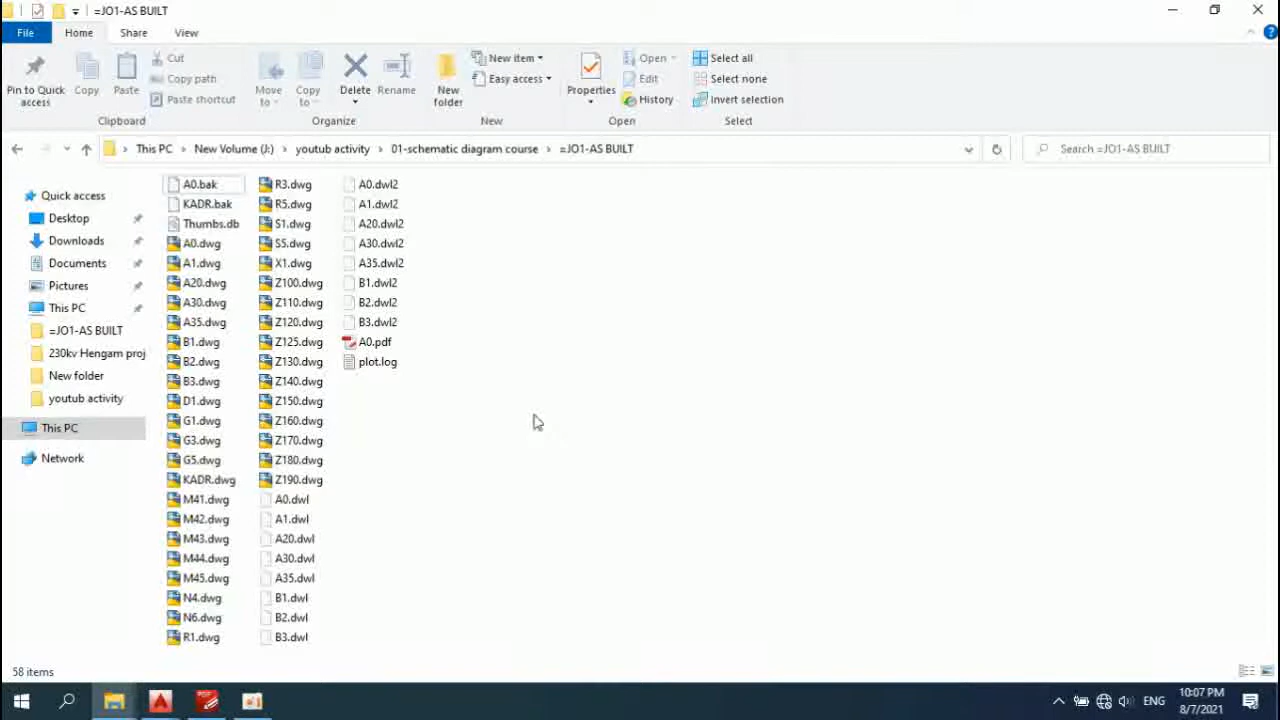 =JO1-AS BUILT
File Home Share View
Pin to Quick access
Copy
Paste
Cut
Copy path
Paste shortcut
Clipboard
Move to
Copy to
Delete
Rename
Organize
New folder
New item
Easy access
New
Properties
Open
Edit
History
Open
Select all
Select none
Invert selection
Select
This PC > New Volume (J:) > youtub activity > 01-schematic diagram course > =JO1-AS BUILT
Search =JO1-AS BUILT
Quick access
Desktop
Downloads
Documents
Pictures
This PC
=JO1-AS BUILT
230kv Hengam proj
New folder
youtub activity
This PC
Network
A0.bak
KADR.bak
Thumbs.db
A0.dwg
A1.dwg
A20.dwg
A30.dwg
A35.dwg
B1.dwg
B2.dwg
B3.dwg
D1.dwg
G1.dwg
G3.dwg
G5.dwg
KADR.dwg
M41.dwg
M42.dwg
M43.dwg
M44.dwg
M45.dwg
N4.dwg
N6.dwg
R1.dwg
R3.dwg
R5.dwg
S1.dwg
S5.dwg
X1.dwg
Z100.dwg
Z110.dwg
Z120.dwg
Z125.dwg
Z130.dwg
Z140.dwg
Z150.dwg
Z160.dwg
Z170.dwg
Z180.dwg
Z190.dwg
A0.dwl
A1.dwl
A20.dwl
A30.dwl
A35.dwl
B1.dwl
B2.dwl
B3.dwl
A0.dwl2
A1.dwl2
A20.dwl2
A30.dwl2
A35.dwl2
B1.dwl2
B2.dwl2
B3.dwl2
A0.pdf
plot.log
58 items
ENG
10:07 PM
8/7/2021